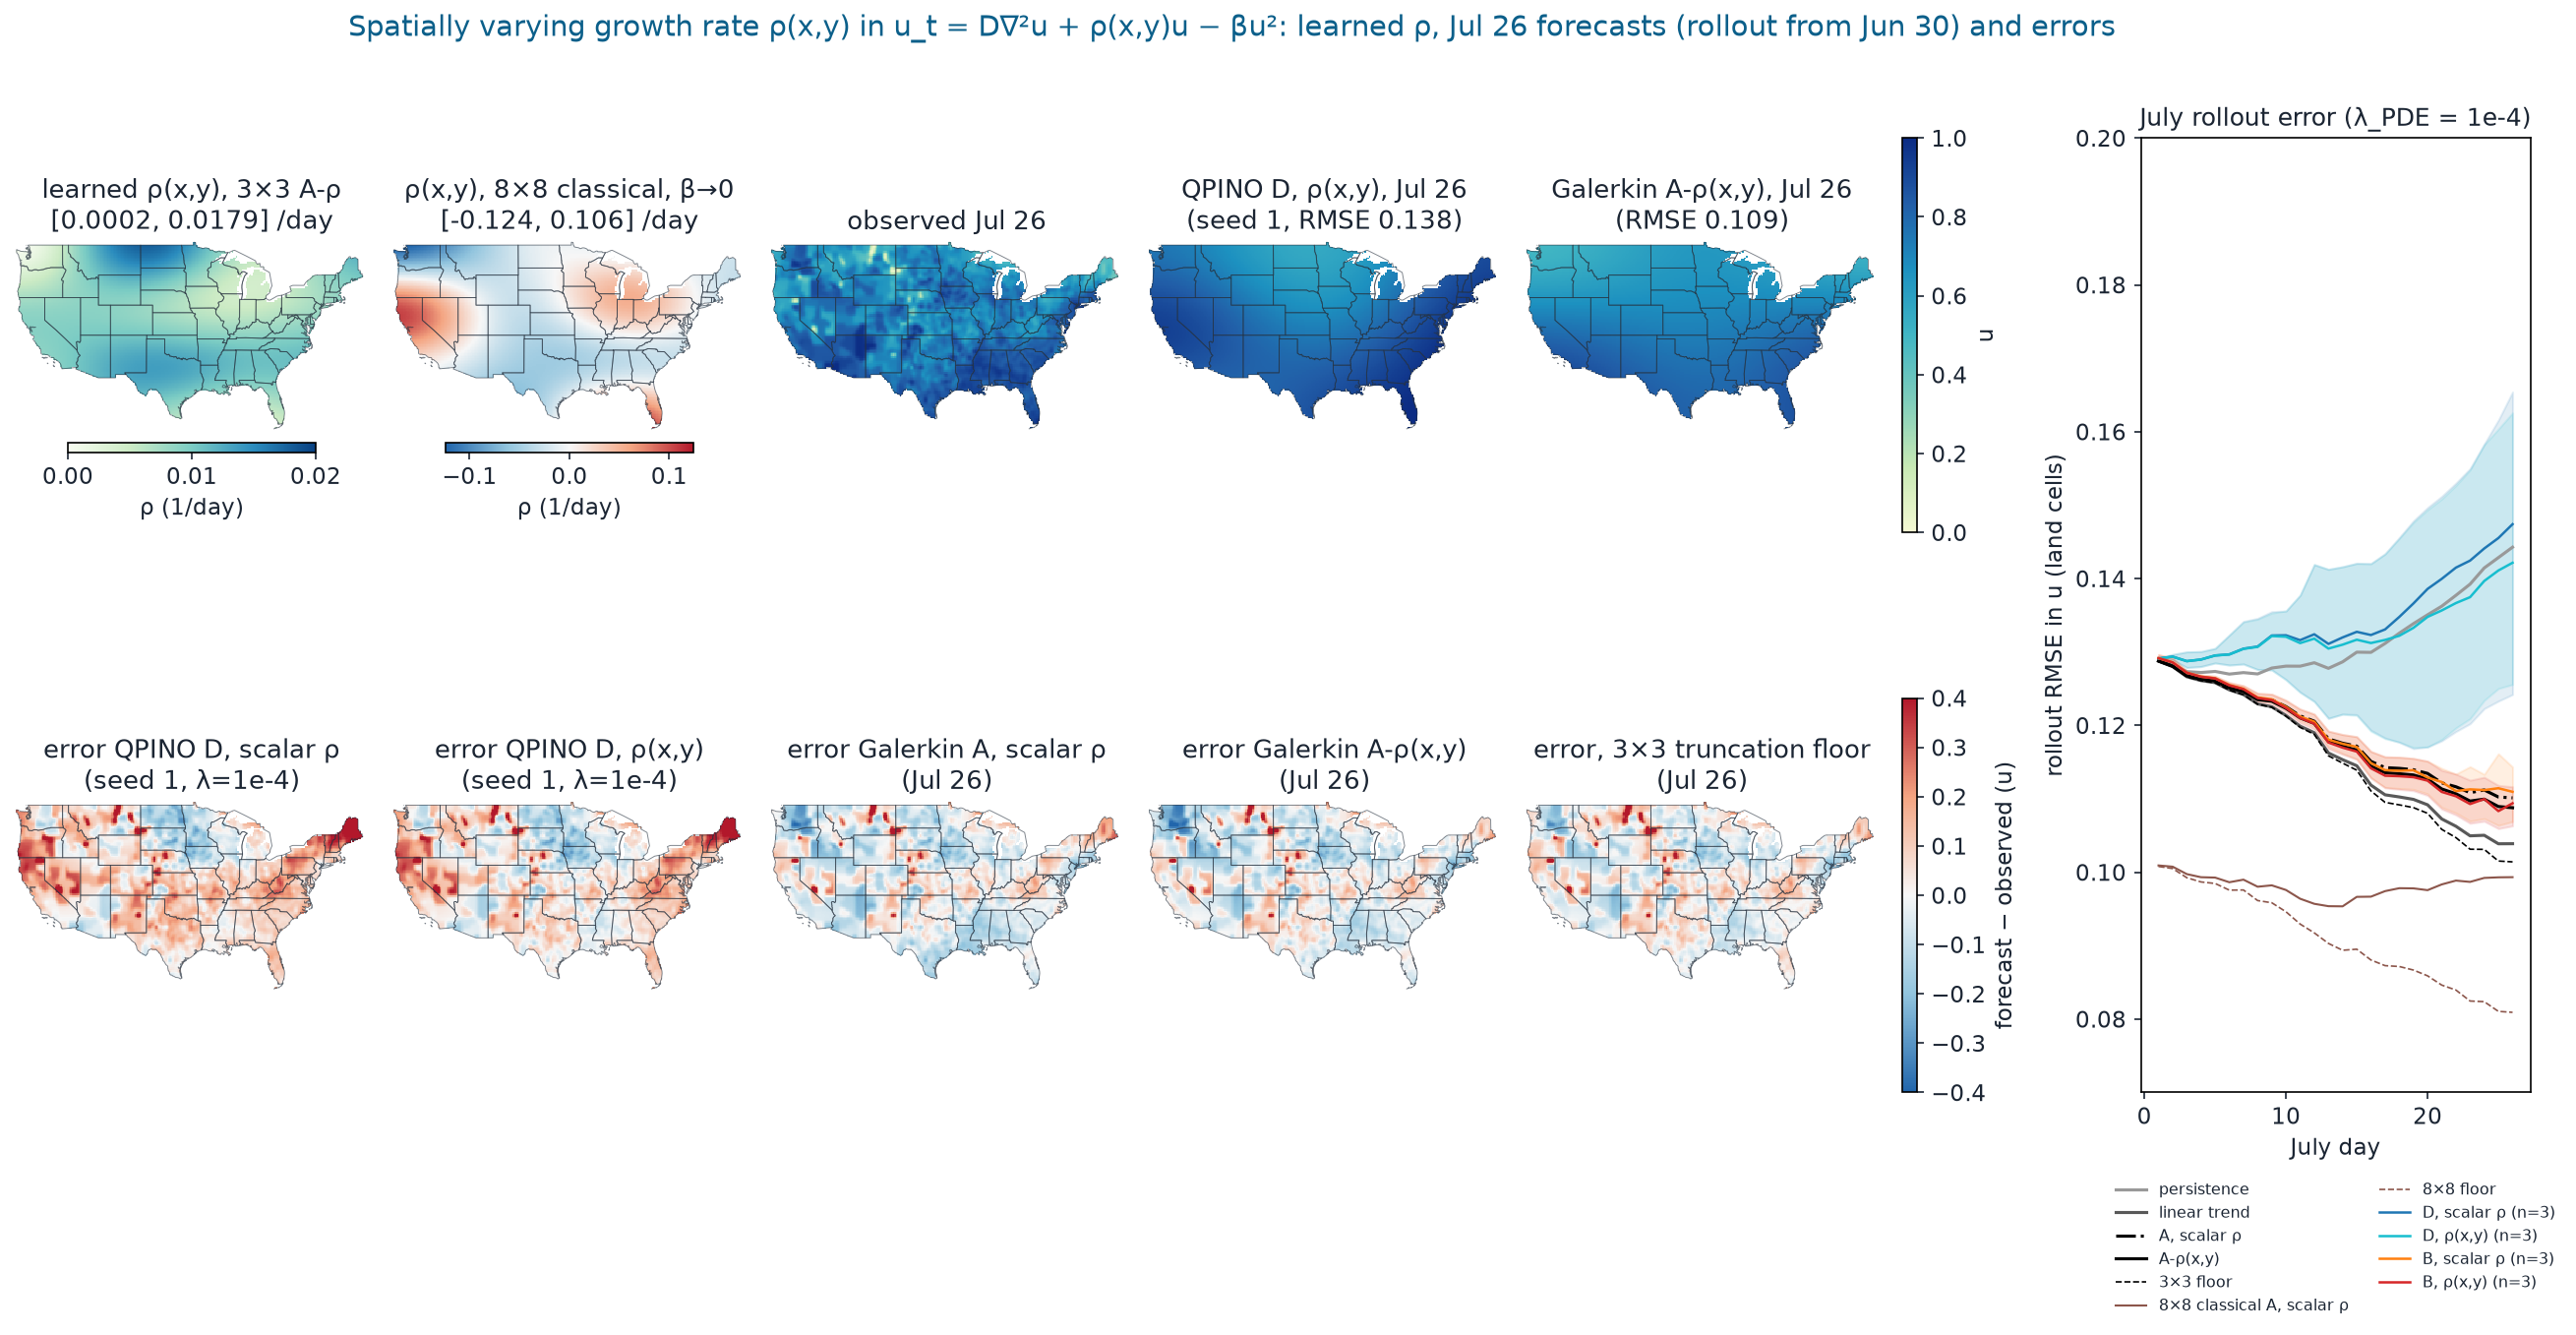 Spatially varying growth rate ρ(x,y) in u_t = D∇²u + ρ(x,y)u − βu²: learned ρ, Jul 26 forecasts (rollout from Jun 30) and errors
learned ρ(x,y), 3×3 A-ρ
[0.0002, 0.0179] /day
0.00 0.01 0.02
ρ (1/day)
ρ(x,y), 8×8 classical, β→0
[-0.124, 0.106] /day
−0.1 0.0 0.1
ρ (1/day)
observed Jul 26
QPINO D, ρ(x,y), Jul 26
(seed 1, RMSE 0.138)
Galerkin A-ρ(x,y), Jul 26
(RMSE 0.109)
1.0
0.8
0.6
0.4
0.2
0.0
u
error QPINO D, scalar ρ
(seed 1, λ=1e-4)
error QPINO D, ρ(x,y)
(seed 1, λ=1e-4)
error Galerkin A, scalar ρ
(Jul 26)
error Galerkin A-ρ(x,y)
(Jul 26)
error, 3×3 truncation floor
(Jul 26)
0.4
0.3
0.2
0.1
0.0
−0.1
−0.2
−0.3
−0.4
forecast − observed (u)
July rollout error (λ_PDE = 1e-4)
0.20
0.18
0.16
0.14
0.12
0.10
0.08
rollout RMSE in u (land cells)
0 10 20
July day
persistence
linear trend
A, scalar ρ
A-ρ(x,y)
3×3 floor
8×8 classical A, scalar ρ
8×8 floor
D, scalar ρ (n=3)
D, ρ(x,y) (n=3)
B, scalar ρ (n=3)
B, ρ(x,y) (n=3)